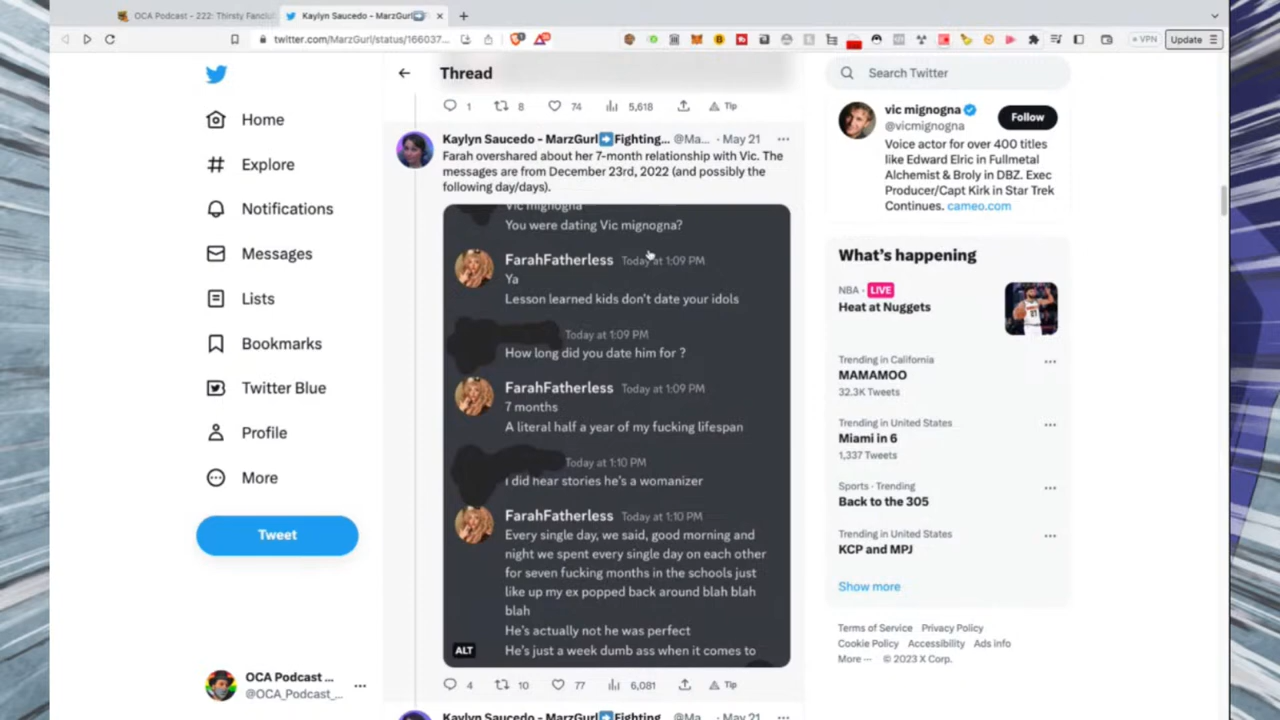 OCA Podcast - 222: Thirsty Fanclu
Kaylyn Saucedo - MarzGurl➡️F
twitter.com/MarzGurl/status/166037...
VPN
Update
Home
Explore
Notifications
Messages
Lists
Bookmarks
Twitter Blue
Profile
More
Tweet
OCA Podcast ...
@OCA_Podcast_...
Thread
1 8 74 5,618 Tip
Kaylyn Saucedo - MarzGurl➡️Fighting... @Ma... · May 21
Farah overshared about her 7-month relationship with Vic. The
messages are from December 23rd, 2022 (and possibly the
following day/days).
Vic mignogna
You were dating Vic mignogna?
FarahFatherless Today at 1:09 PM
Ya
Lesson learned kids don't date your idols
Today at 1:09 PM
How long did you date him for ?
FarahFatherless Today at 1:09 PM
7 months
A literal half a year of my fucking lifespan
Today at 1:10 PM
I did hear stories he's a womanizer
FarahFatherless Today at 1:10 PM
Every single day, we said, good morning and
night we spent every single day on each other
for seven fucking months in the schools just
like up my ex popped back around blah blah
blah
He's actually not he was perfect
He's just a week dumb ass when it comes to
ALT
4 10 77 6,081 Tip
Kaylyn Saucedo - MarzGurl➡️Fighting... @Ma... · May 21
Search Twitter
vic mignogna
@vicmignogna
Follow
Voice actor for over 400 titles
like Edward Elric in Fullmetal
Alchemist & Broly in DBZ. Exec
Producer/Capt Kirk in Star Trek
Continues. cameo.com
What's happening
NBA · LIVE
Heat at Nuggets
Trending in California
MAMAMOO
32.3K Tweets
Trending in United States
Miami in 6
1,337 Tweets
Sports · Trending
Back to the 305
Trending in United States
KCP and MPJ
Show more
Terms of Service Privacy Policy
Cookie Policy Accessibility Ads info
More ··· © 2023 X Corp.